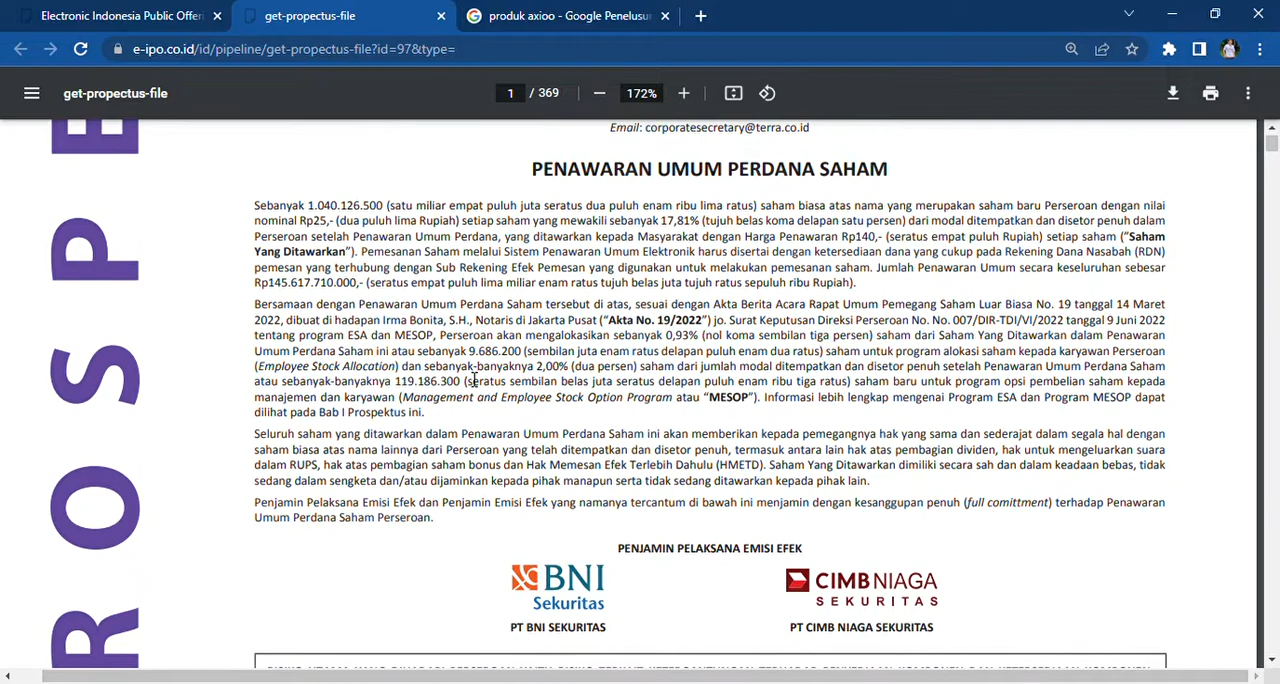 Electronic Indonesia Public Offeri
get-propectus-file
produk axioo - Google Penelusu
e-ipo.co.id/id/pipeline/get-propectus-file?id=97&type=
get-propectus-file
1 / 369
172%
PROSPE
Email: corporatesecretary@terra.co.id
PENAWARAN UMUM PERDANA SAHAM
Sebanyak 1.040.126.500 (satu miliar empat puluh juta seratus dua puluh enam ribu lima ratus) saham biasa atas nama yang merupakan saham baru Perseroan dengan nilai
nominal Rp25,- (dua puluh lima Rupiah) setiap saham yang mewakili sebanyak 17,81% (tujuh belas koma delapan satu persen) dari modal ditempatkan dan disetor penuh dalam
Perseroan setelah Penawaran Umum Perdana, yang ditawarkan kepada Masyarakat dengan Harga Penawaran Rp140,- (seratus empat puluh Rupiah) setiap saham (“Saham
Yang Ditawarkan”). Pemesanan Saham melalui Sistem Penawaran Umum Elektronik harus disertai dengan ketersediaan dana yang cukup pada Rekening Dana Nasabah (RDN)
pemesan yang terhubung dengan Sub Rekening Efek Pemesan yang digunakan untuk melakukan pemesanan saham. Jumlah Penawaran Umum secara keseluruhan sebesar
Rp145.617.710.000,- (seratus empat puluh lima miliar enam ratus tujuh belas juta tujuh ratus sepuluh ribu Rupiah).
Bersamaan dengan Penawaran Umum Perdana Saham tersebut di atas, sesuai dengan Akta Berita Acara Rapat Umum Pemegang Saham Luar Biasa No. 19 tanggal 14 Maret
2022, dibuat di hadapan Irma Bonita, S.H., Notaris di Jakarta Pusat (“Akta No. 19/2022”) jo. Surat Keputusan Direksi Perseroan No. No. 007/DIR-TDI/VI/2022 tanggal 9 Juni 2022
tentang program ESA dan MESOP, Perseroan akan mengalokasikan sebanyak 0,93% (nol koma sembilan tiga persen) saham dari Saham Yang Ditawarkan dalam Penawaran
Umum Perdana Saham ini atau sebanyak 9.686.200 (sembilan juta enam ratus delapan puluh enam dua ratus) saham untuk program alokasi saham kepada karyawan Perseroan
(Employee Stock Allocation) dan sebanyak-banyaknya 2,00% (dua persen) saham dari jumlah modal ditempatkan dan disetor penuh setelah Penawaran Umum Perdana Saham
atau sebanyak-banyaknya 119.186.300 (seratus sembilan belas juta seratus delapan puluh enam ribu tiga ratus) saham baru untuk program opsi pembelian saham kepada
manajemen dan karyawan (Management and Employee Stock Option Program atau “MESOP”). Informasi lebih lengkap mengenai Program ESA dan Program MESOP dapat
dilihat pada Bab I Prospektus ini.
Seluruh saham yang ditawarkan dalam Penawaran Umum Perdana Saham ini akan memberikan kepada pemegangnya hak yang sama dan sederajat dalam segala hal dengan
saham biasa atas nama lainnya dari Perseroan yang telah ditempatkan dan disetor penuh, termasuk antara lain hak atas pembagian dividen, hak untuk mengeluarkan suara
dalam RUPS, hak atas pembagian saham bonus dan Hak Memesan Efek Terlebih Dahulu (HMETD). Saham Yang Ditawarkan dimiliki secara sah dan dalam keadaan bebas, tidak
sedang dalam sengketa dan/atau dijaminkan kepada pihak manapun serta tidak sedang ditawarkan kepada pihak lain.
Penjamin Pelaksana Emisi Efek dan Penjamin Emisi Efek yang namanya tercantum di bawah ini menjamin dengan kesanggupan penuh (full comittment) terhadap Penawaran
Umum Perdana Saham Perseroan.
PENJAMIN PELAKSANA EMISI EFEK
BNI
Sekuritas
CIMB NIAGA
SEKURITAS
PT BNI SEKURITAS
PT CIMB NIAGA SEKURITAS